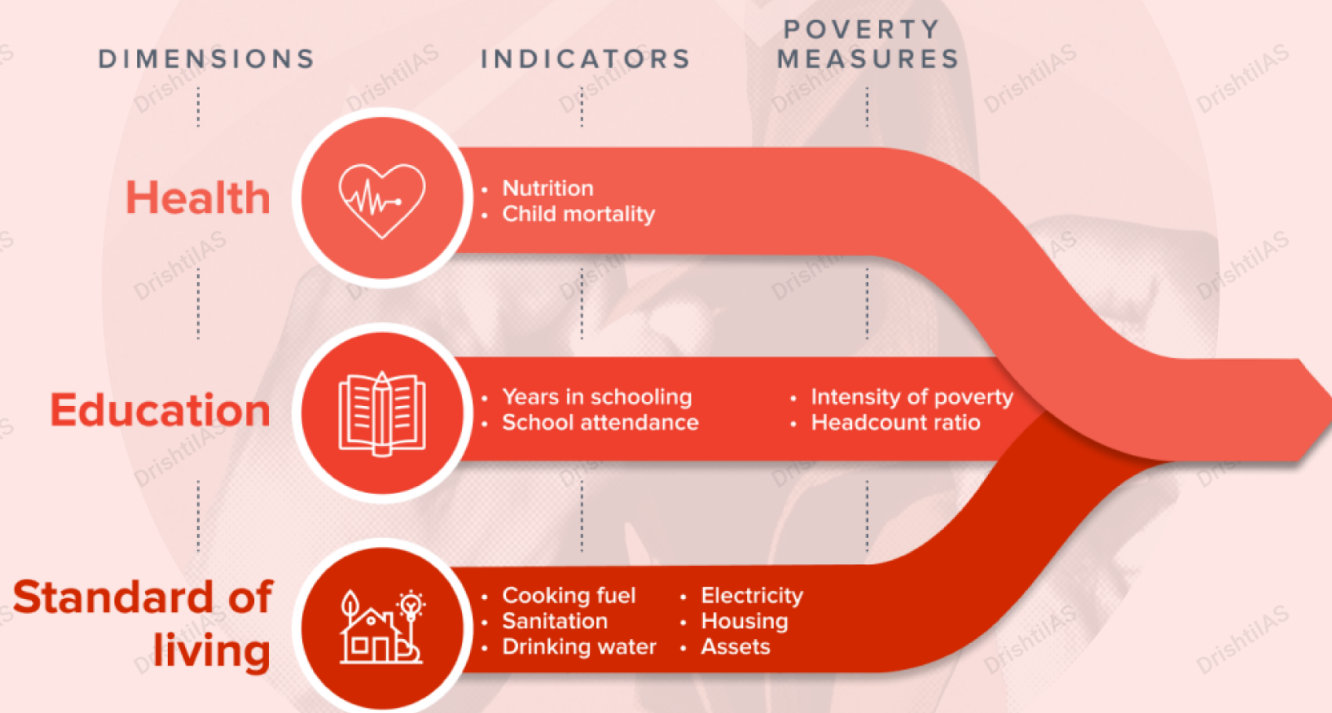 DIMENSIONS
INDICATORS
POVERTY
MEASURES
Health
• Nutrition
• Child mortality
Education
• Years in schooling
• School attendance
• Intensity of poverty
• Headcount ratio
Standard of
living
• Cooking fuel
• Sanitation
• Drinking water
• Electricity
• Housing
• Assets
DrishtiIAS